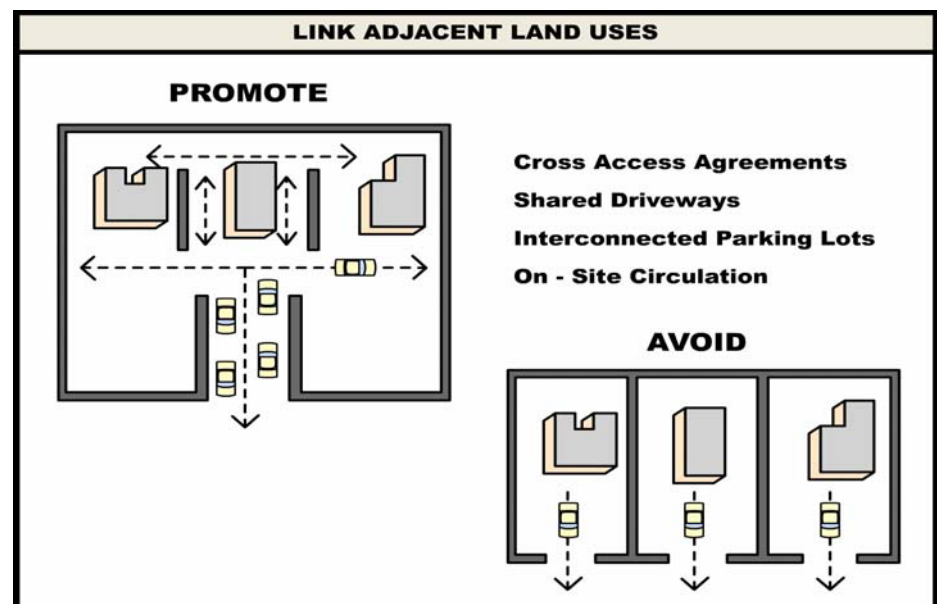 LINK ADJACENT LAND USES
PROMOTE
Cross Access Agreements
Shared Driveways
Interconnected Parking Lots
On - Site Circulation
AVOID